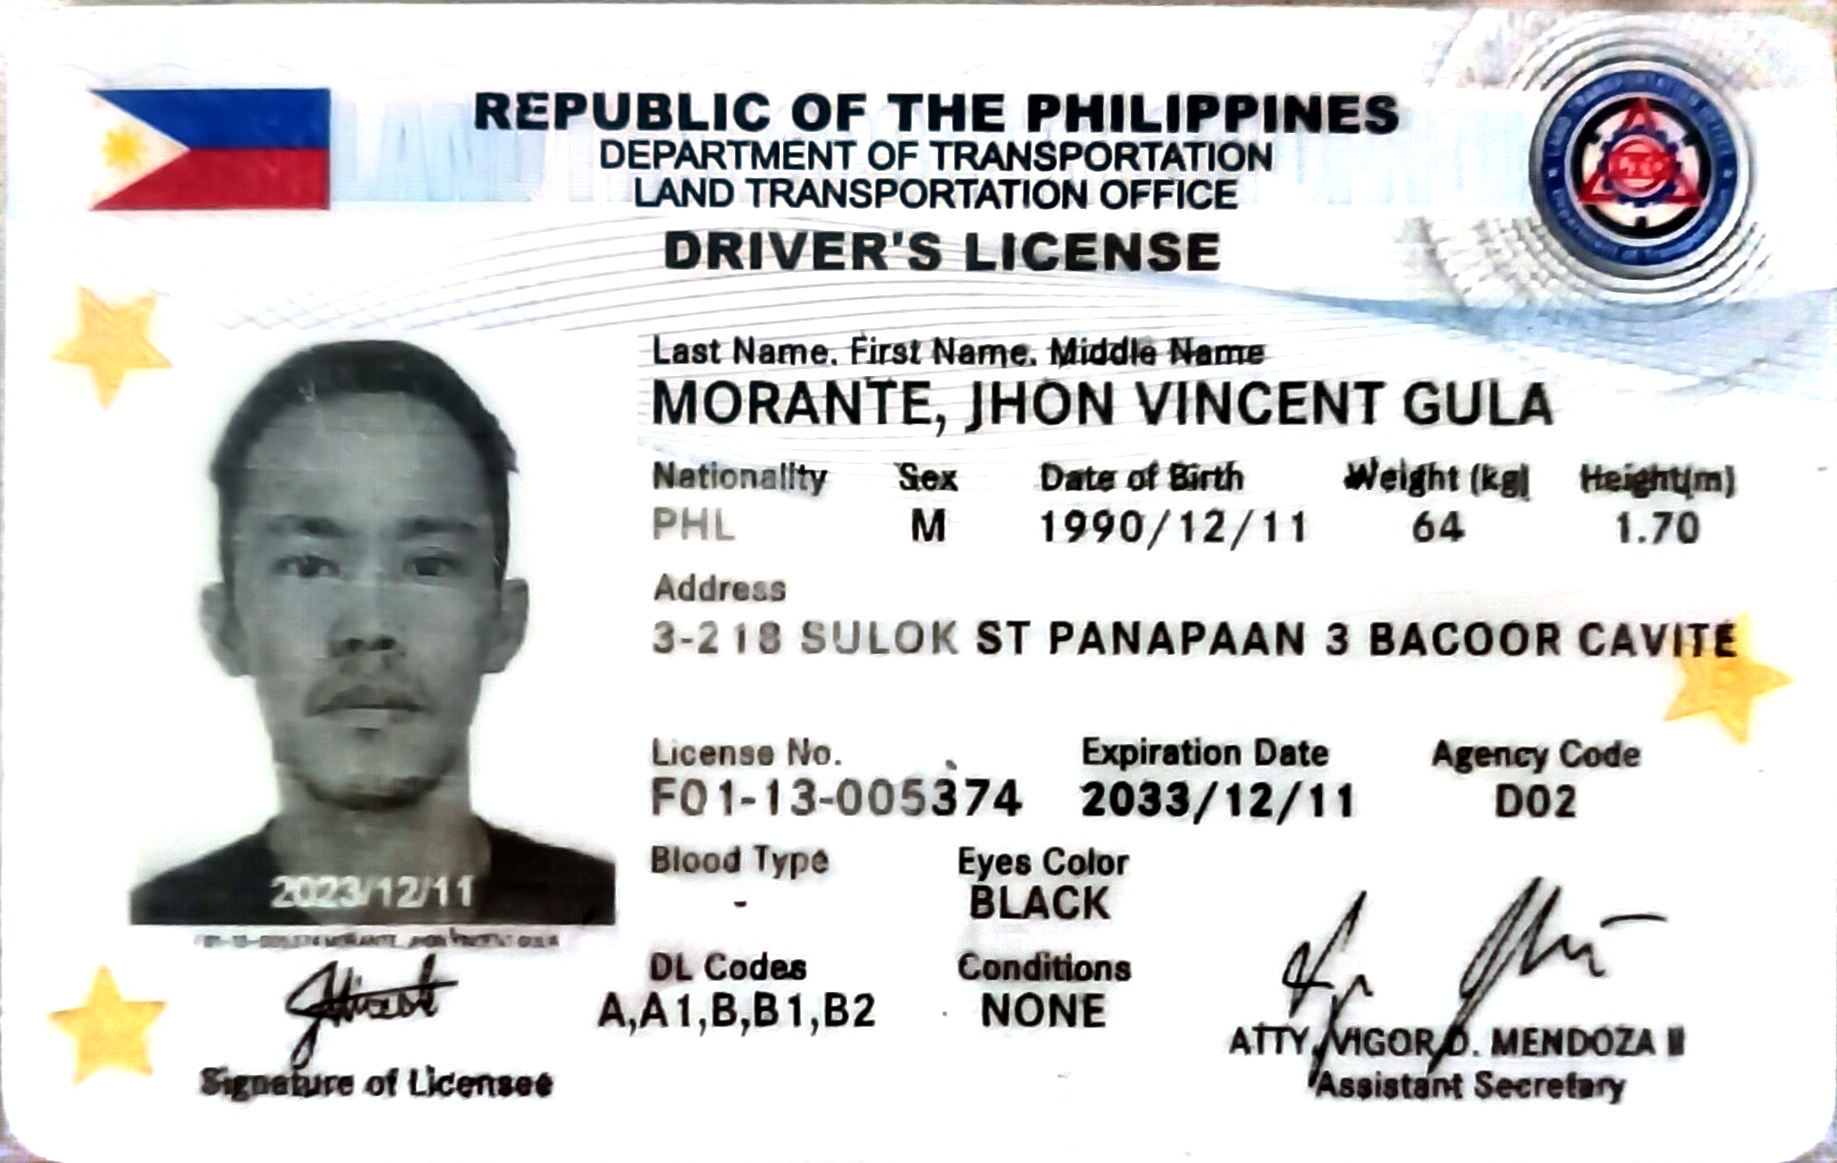 REPUBLIC OF THE PHILIPPINES
DEPARTMENT OF TRANSPORTATION
LAND TRANSPORTATION OFFICE
DRIVER'S LICENSE
LTO
Last Name. First Name. Middle Name
MORANTE, JHON VINCENT GULA
Nationality Sex Date of Birth Weight (kg) Height(m)
PHL M 1990/12/11 64 1.70
Address
3-218 SULOK ST PANAPAAN 3 BACOOR CAVITE
License No. Expiration Date Agency Code
F01-13-005374 2033/12/11 D02
Blood Type Eyes Color
- BLACK
DL Codes Conditions
A,A1,B,B1,B2 NONE
2023/12/11
F01-13-005374 MORANTE, JHON VINCENT GULA
Signature of Licensee
ATTY. VIGOR D. MENDOZA II
Assistant Secretary